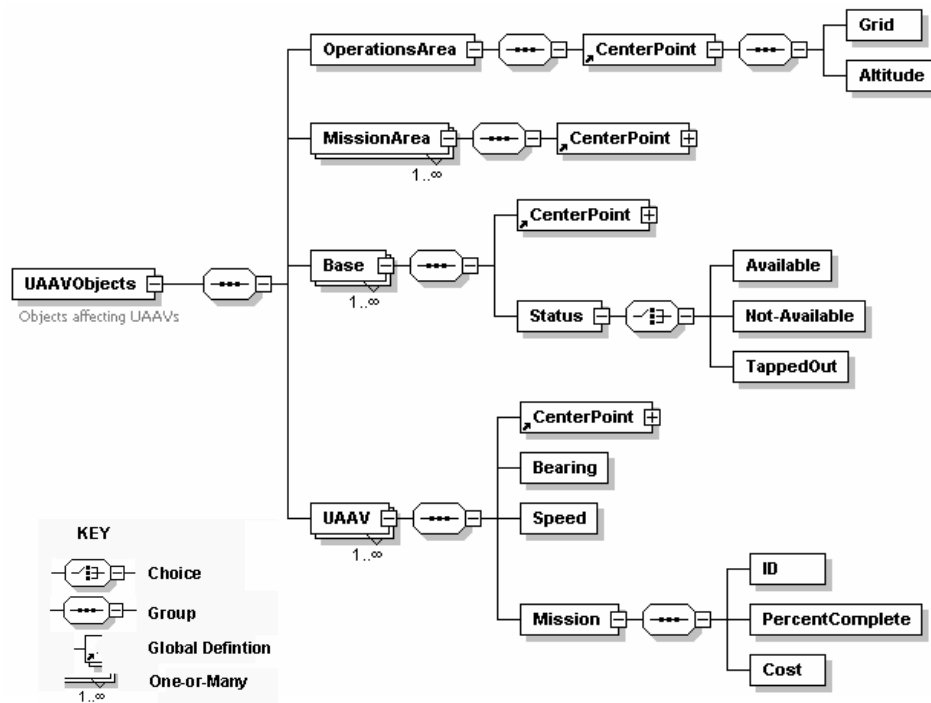 Grid
OperationsArea
CenterPoint
Altitude
MissionArea
CenterPoint
1..∞
CenterPoint
Base
Available
1..∞
UAAVObjects
Status
Not-Available
Objects affecting UAAVs
TappedOut
CenterPoint
Bearing
UAAV
Speed
1..∞
ID
Mission
PercentComplete
Cost
KEY
Choice
Group
Global Defintion
One-or-Many
1..∞